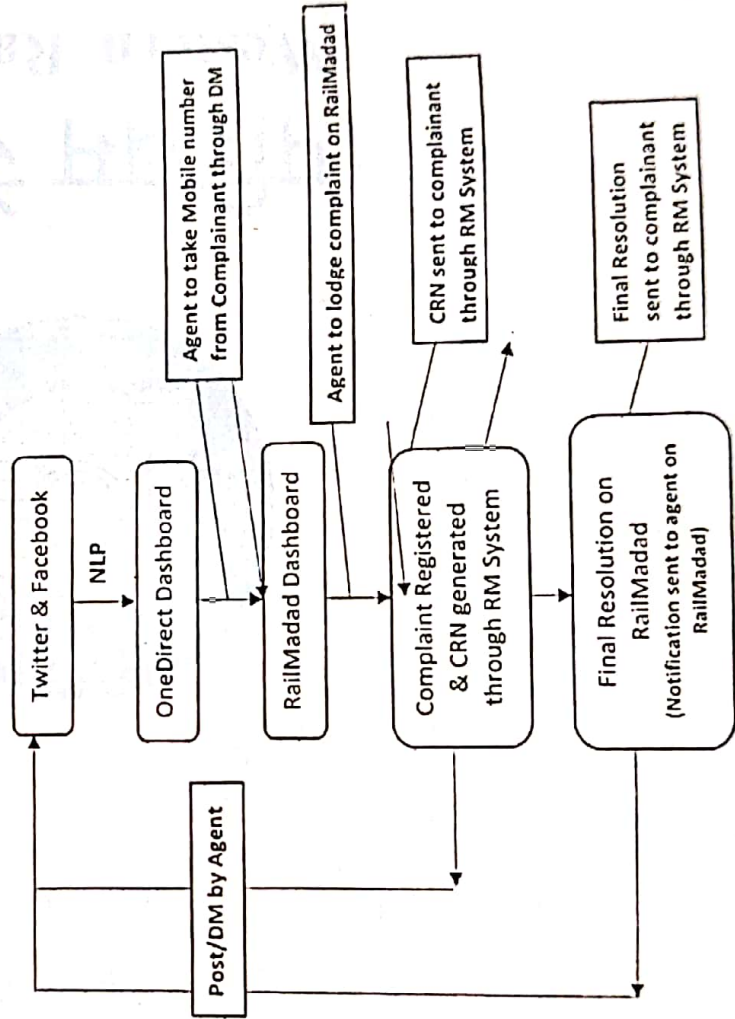 Twitter & Facebook
NLP
OneDirect Dashboard
Agent to take Mobile number
from Complainant through DM
RailMadad Dashboard
Agent to lodge complaint on RailMadad
Post/DM by Agent
Complaint Registered
& CRN generated
through RM System
CRN sent to complainant
through RM System
Final Resolution on
RailMadad
(Notification sent to agent on
RailMadad)
Final Resolution
sent to complainant
through RM System